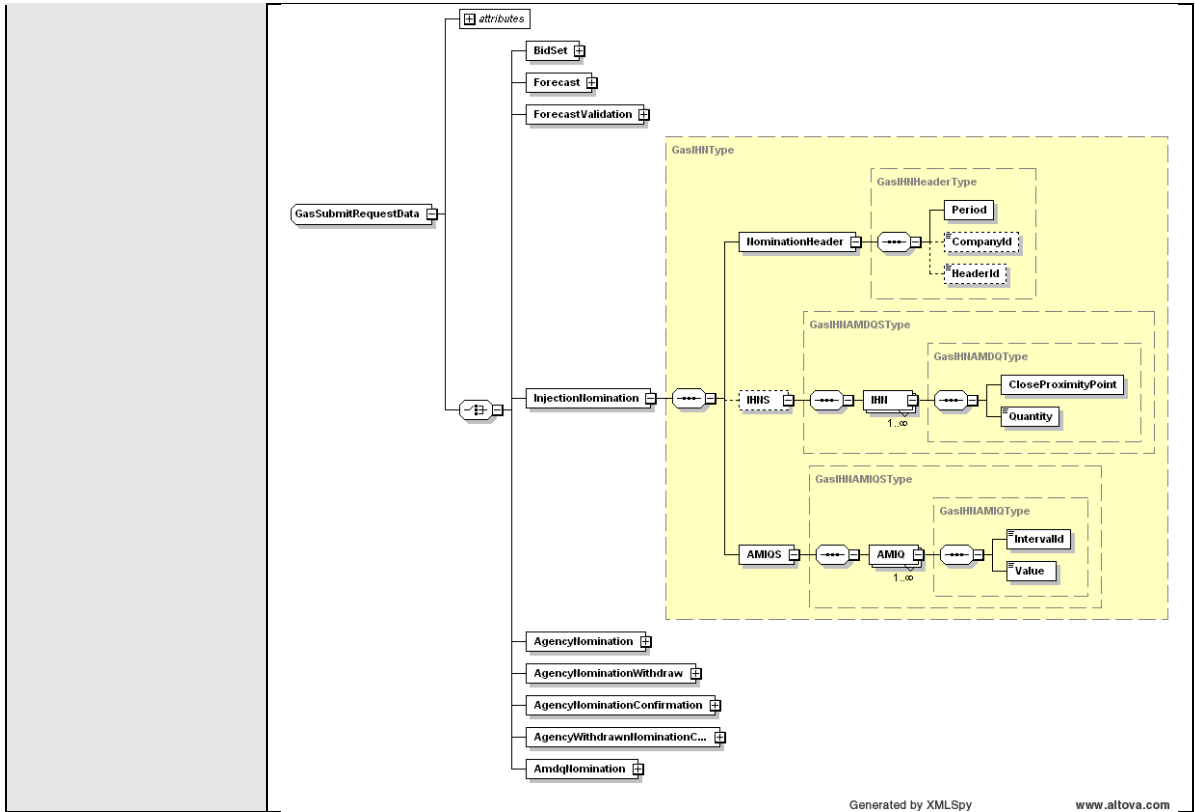 attributes
BidSet
Forecast
ForecastValidation
GasIHNType
GasIHNHeaderType
Period
GasSubmitRequestData
NominationHeader
CompanyId
HeaderId
GasIHNAMDQSType
GasIHNAMDQType
CloseProximityPoint
InjectionNomination
IHNS
IHN
1..∞
Quantity
GasIHNAMIQSType
GasIHNAMIQType
IntervalId
AMIQS
AMIQ
1..∞
Value
AgencyNomination
AgencyNominationWithdraw
AgencyNominationConfirmation
AgencyWithdrawnNominationC...
AmdqNomination
Generated by XMLSpy
www.altova.com